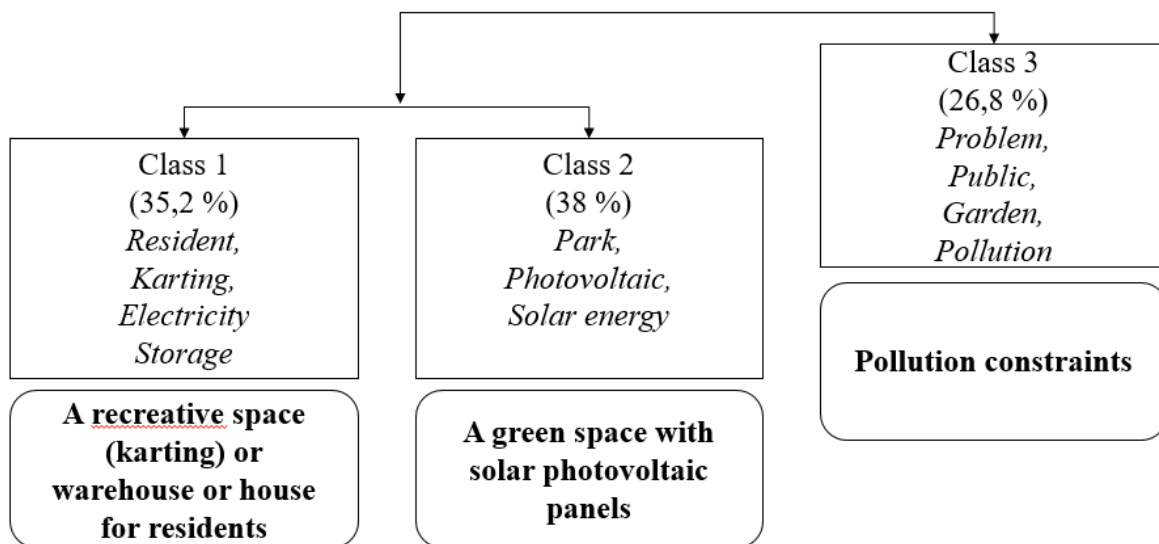 Class 1
(35,2 %)
Resident,
Karting,
Electricity
Storage
A recreative space
(karting) or
warehouse or house
for residents
Class 2
(38 %)
Park,
Photovoltaic,
Solar energy
A green space with
solar photovoltaic
panels
Class 3
(26,8 %)
Problem,
Public,
Garden,
Pollution
Pollution constraints